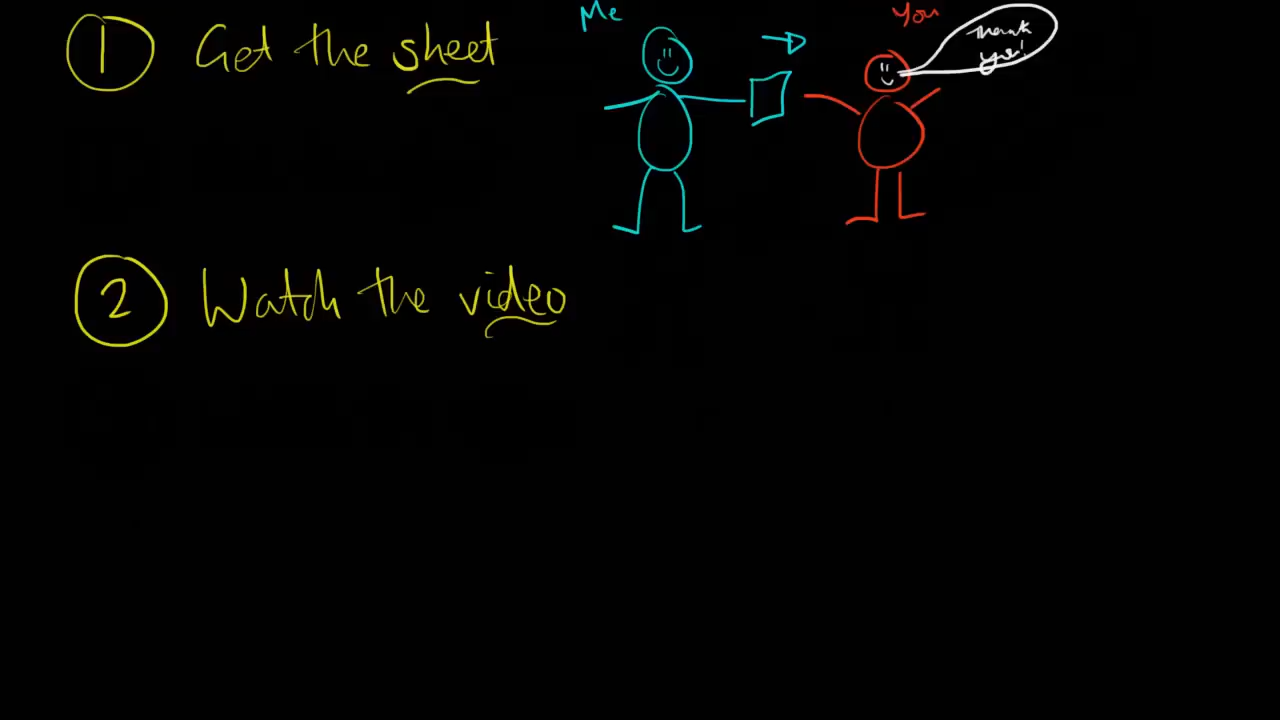 ① Get the sheet
Me
You
Thank
you!
② Watch the video